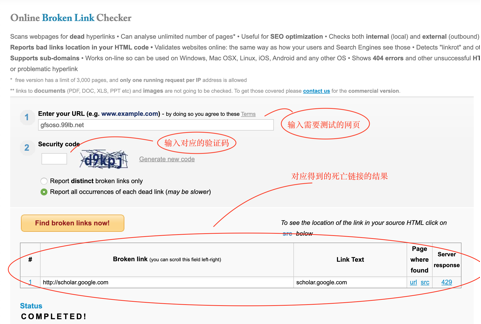 Online Broken Link Checker
Scans webpages for dead hyperlinks • Can analyse unlimited number of pages* • Useful for SEO optimization • Checks both internal (local) and external (outbound)
Reports bad links location in your HTML code • Validates websites online: the same way as how your users and Search Engines see those • Detects "linkrot" and ot
Supports sub-domains • Works on-line so can be used on Windows, Mac OSX, Linux, iOS, Android and any other OS • Shows 404 errors and other unsuccessful HT
or problematic hyperlink
* free version has a limit of 3,000 pages, and only one running request per IP address is allowed
** links to documents (PDF, DOC, XLS, PPT etc) and images are not going to be checked. To get those covered please contact us for the commercial version.
1 Enter your URL (e.g. www.example.com) - by doing so you agree to these Terms
gfsoso.99lb.net
输入需要测试的网页
2 Security code
输入对应的验证码
d9kpj Generate new code
Report distinct broken links only
对应得到的死亡链接的结果
Report all occurrences of each dead link (may be slower)
Find broken links now!
To see the location of the link in your source HTML click on
src below
# Broken link (you can scroll this field left-right) Link Text Page where found Server response
1 http://scholar.google.com scholar.google.com url src 429
Status
COMPLETED!